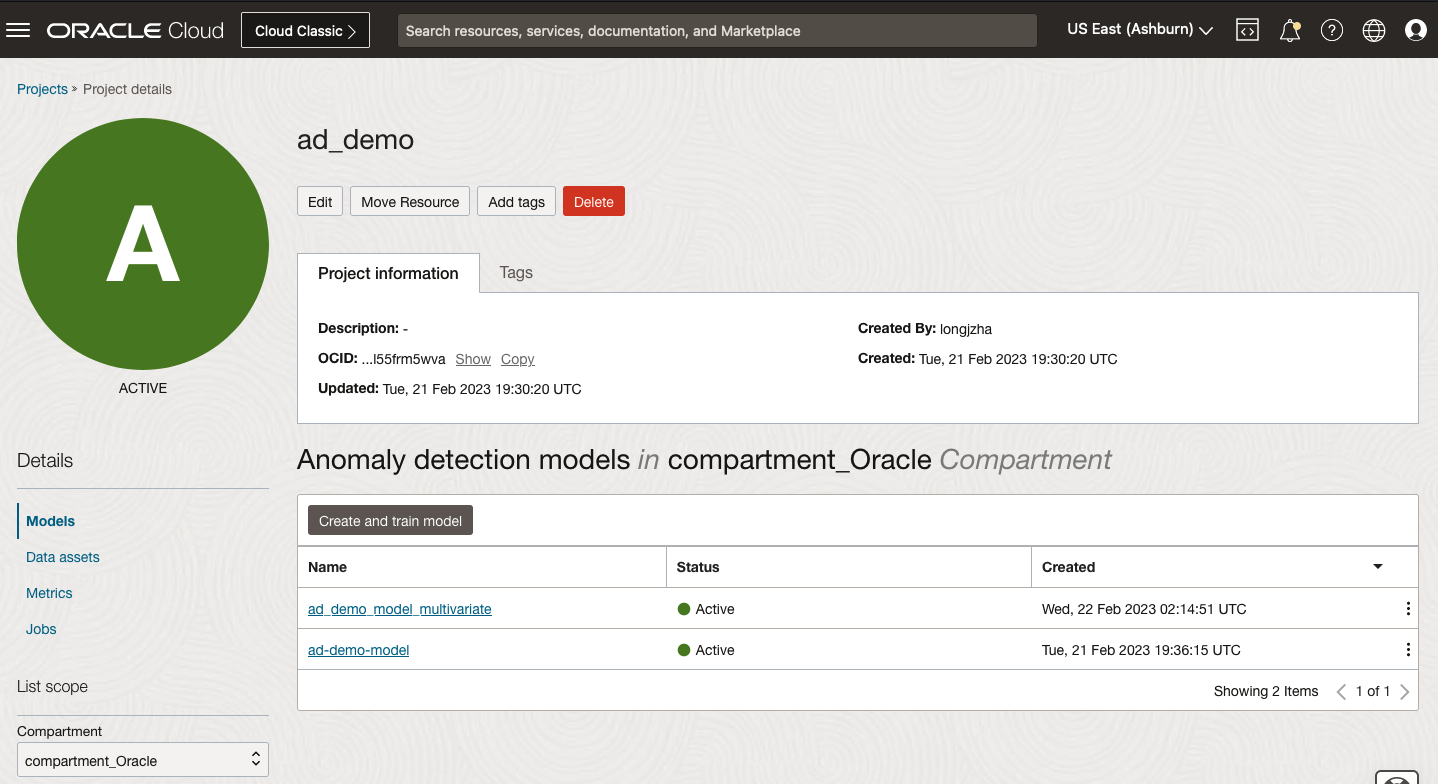 ORACLE Cloud
Cloud Classic
Search resources, services, documentation, and Marketplace
US East (Ashburn)
Projects » Project details
A
ACTIVE
ad_demo
Edit
Move Resource
Add tags
Delete
Project information
Tags
Description: -
OCID: ...l55frm5wva Show Copy
Updated: Tue, 21 Feb 2023 19:30:20 UTC
Created By: longjzha
Created: Tue, 21 Feb 2023 19:30:20 UTC
Details
Models
Data assets
Metrics
Jobs
List scope
Compartment
compartment_Oracle
Anomaly detection models in compartment_Oracle Compartment
Create and train model
Name Status Created
ad_demo_model_multivariate Active Wed, 22 Feb 2023 02:14:51 UTC
ad-demo-model Active Tue, 21 Feb 2023 19:36:15 UTC
Showing 2 Items 1 of 1